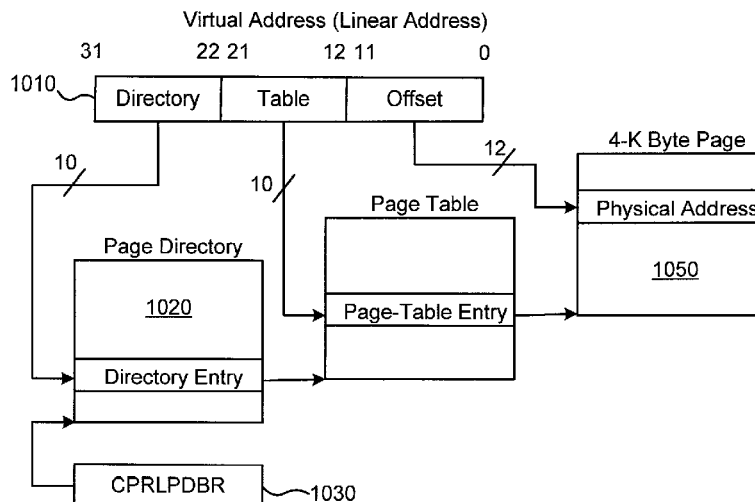 Virtual Address (Linear Address)
31 22 21 12 11 0
1010 Directory Table Offset
4-K Byte Page
12
10 10
Page Table
Physical Address
Page Directory
1050
1020
Page-Table Entry
Directory Entry
CPRLPDBR 1030